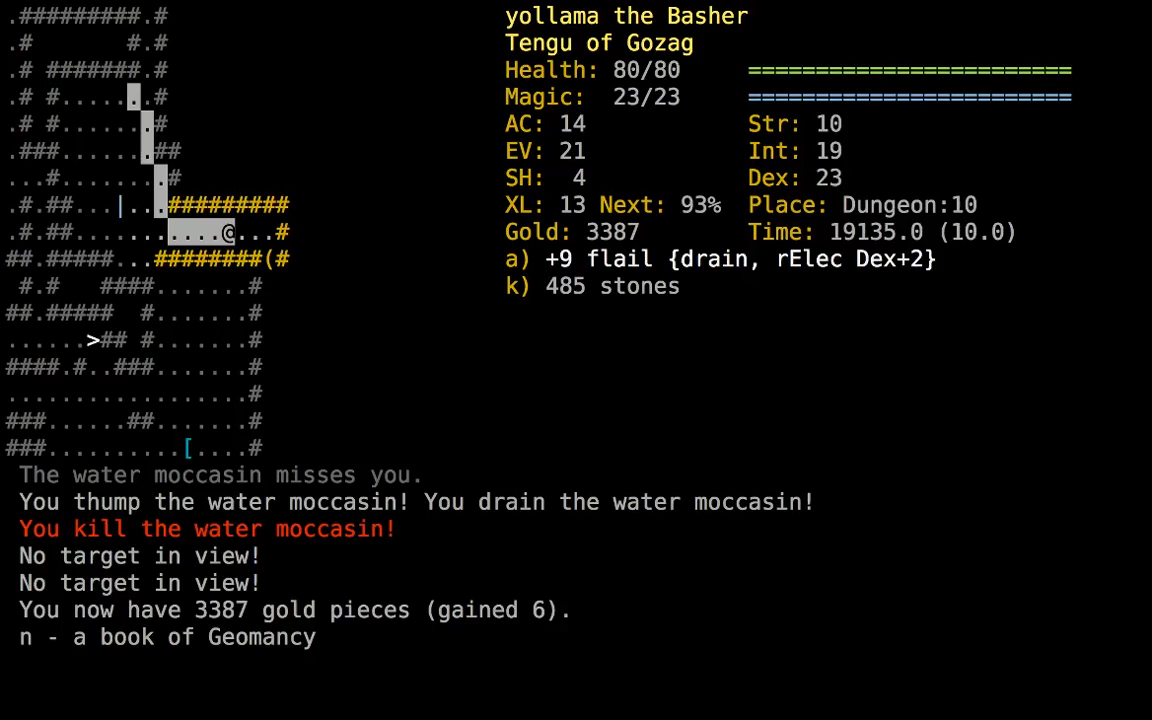 .#########.#
yollama the Basher
.#       #.#
Tengu of Gozag
.# #######.#
Health: 80/80 ========================
.# #.......#
Magic: 23/23 ========================
.# #.......#
AC: 14 Str: 10
.###.......##
EV: 21 Int: 19
...#........#
SH: 4 Dex: 23
.#.##...|...#########
XL: 13 Next: 93% Place: Dungeon:10
.#.##...........@...#
Gold: 3387 Time: 19135.0 (10.0)
##.#####...########(#
a) +9 flail {drain, rElec Dex+2}
#.#   ####.......#
k) 485 stones
##.#####  #.......#
......>## #.......#
####.#..###.......#
..................#
###......##.......#
###..........[....#
The water moccasin misses you.
You thump the water moccasin! You drain the water moccasin!
You kill the water moccasin!
No target in view!
No target in view!
You now have 3387 gold pieces (gained 6).
n - a book of Geomancy